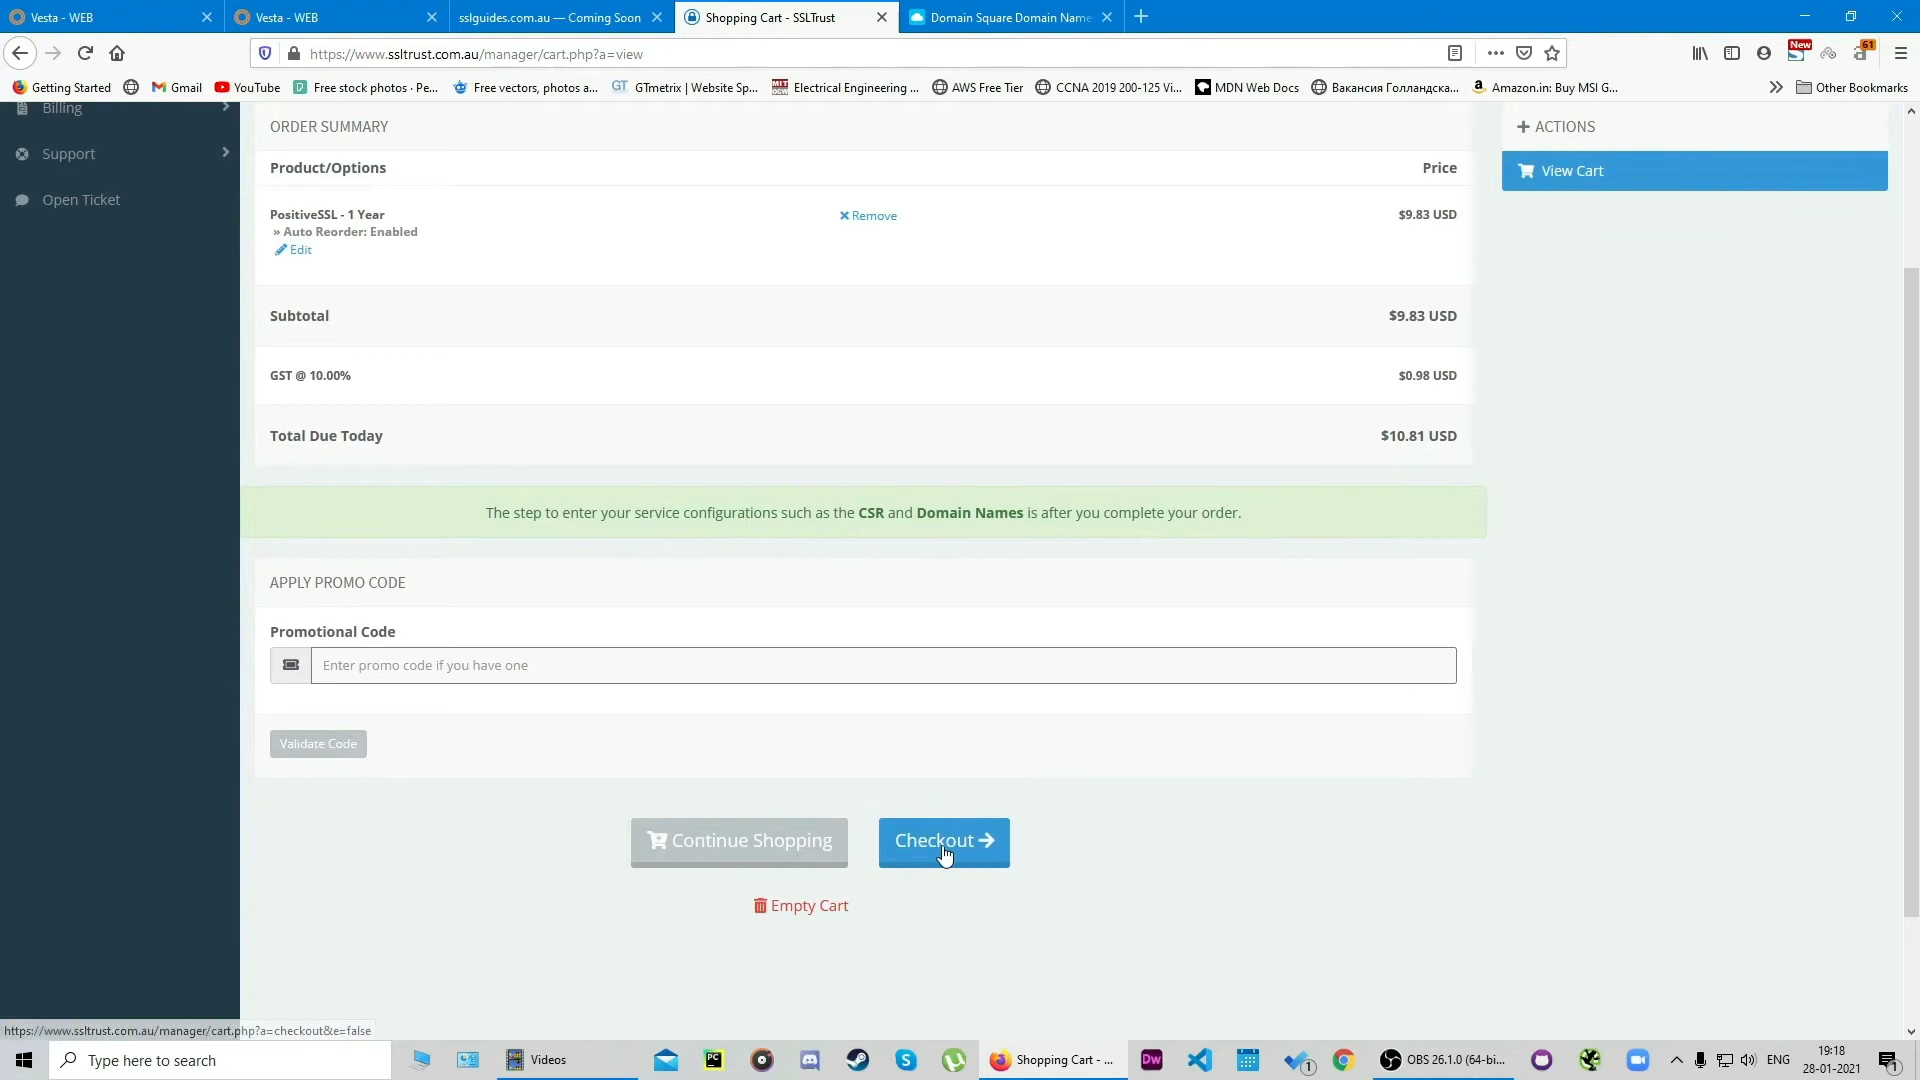 Vesta - WEB
Vesta - WEB
sslguides.com.au — Coming Soon
Shopping Cart - SSLTrust
Domain Square Domain Name
https://www.ssltrust.com.au/manager/cart.php?a=view
New
61
Getting Started
Gmail
YouTube
Free stock photos · Pe...
Free vectors, photos a...
GT GTmetrix | Website Sp...
Electrical Engineering ...
AWS Free Tier
CCNA 2019 200-125 Vi...
MDN Web Docs
Вакансия Голландска...
Amazon.in: Buy MSI G...
Other Bookmarks
Billing
Support
Open Ticket
ORDER SUMMARY
Product/Options Price
PositiveSSL - 1 Year Remove $9.83 USD
» Auto Reorder: Enabled
Edit
Subtotal $9.83 USD
GST @ 10.00% $0.98 USD
Total Due Today $10.81 USD
The step to enter your service configurations such as the CSR and Domain Names is after you complete your order.
APPLY PROMO CODE
Promotional Code
Enter promo code if you have one
Validate Code
Continue Shopping
Checkout
Empty Cart
ACTIONS
View Cart
https://www.ssltrust.com.au/manager/cart.php?a=checkout&e=false
Type here to search
Videos
PC
Shopping Cart - ...
Dw
1
OBS 26.1.0 (64-bi...
ENG
19:18
28-01-2021
1